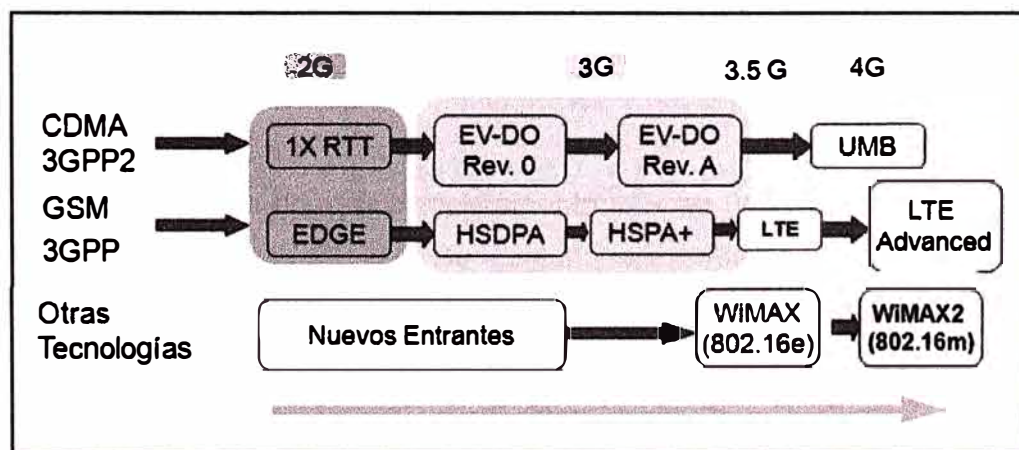 2G 3G 3.5 G 4G
CDMA
3GPP2
1X RTT
EV-DO
Rev. 0
EV-DO
Rev. A
UMB
GSM
3GPP
EDGE
HSDPA
HSPA+
LTE
LTE
Advanced
Otras
Tecnologías
Nuevos Entrantes
WiMAX
(802.16e)
WiMAX2
(802.16m)